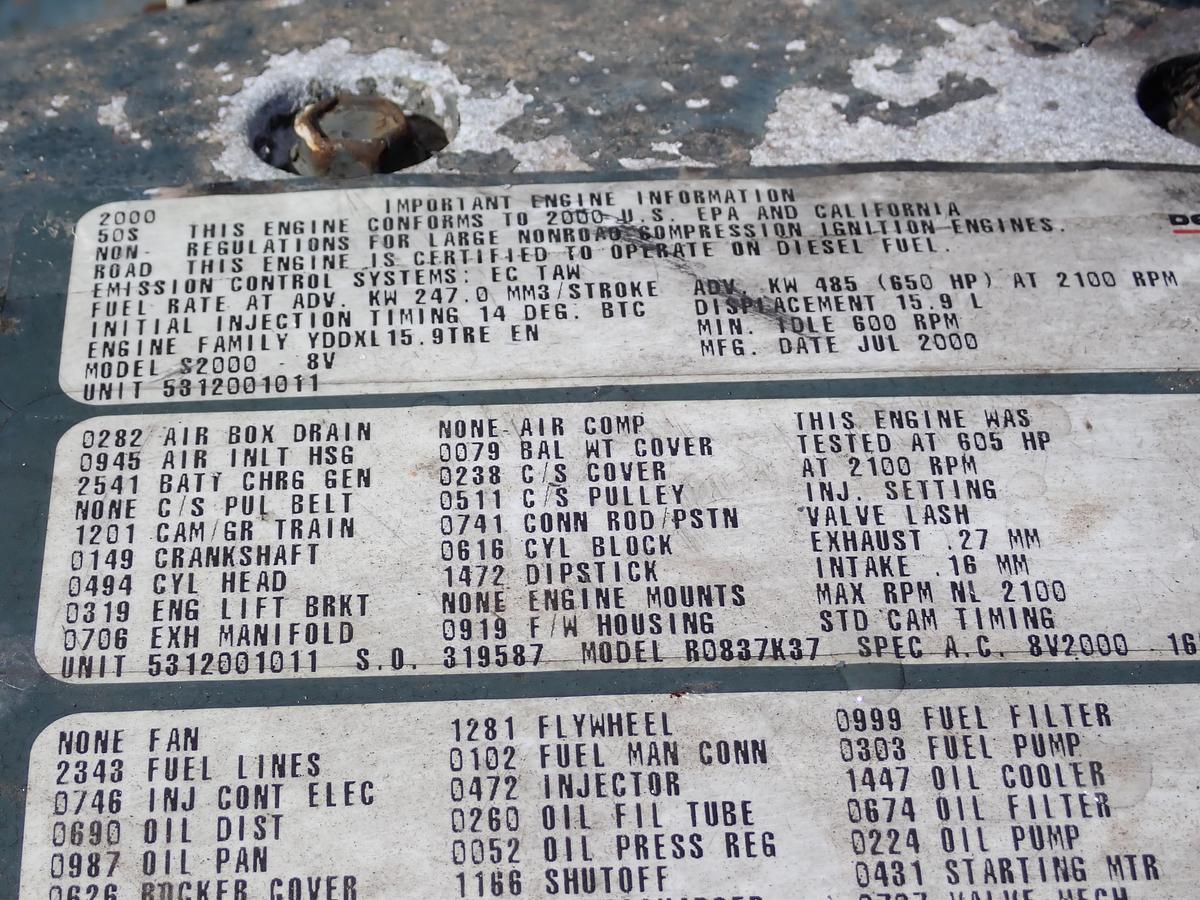 IMPORTANT ENGINE INFORMATION
2000 THIS ENGINE CONFORMS TO 2000 U.S. EPA AND CALIFORNIA
50S REGULATIONS FOR LARGE NONROAD COMPRESSION IGNITION ENGINES.
NON- THIS ENGINE IS CERTIFIED TO OPERATE ON DIESEL FUEL.
ROAD
EMISSION CONTROL SYSTEMS: EC TAW
FUEL RATE AT ADV. KW 247.0 MM3/STROKE ADV. KW 485 (650 HP) AT 2100 RPM
INITIAL INJECTION TIMING 14 DEG. BTC DISPLACEMENT 15.9 L
ENGINE FAMILY YDDXL15.9TRE EN MIN. IDLE 600 RPM
MODEL S2000 - 8V MFG. DATE JUL 2000
UNIT 5312001011
0282 AIR BOX DRAIN NONE AIR COMP THIS ENGINE WAS
0945 AIR INLT HSG 0079 BAL WT COVER TESTED AT 605 HP
2541 BATT CHRG GEN 0238 C/S COVER AT 2100 RPM
NONE C/S PUL BELT 0511 C/S PULLEY INJ. SETTING
1201 CAM/GR TRAIN 0741 CONN ROD/PSTN VALVE LASH
0149 CRANKSHAFT 0616 CYL BLOCK EXHAUST .27 MM
0494 CYL HEAD 1472 DIPSTICK INTAKE .16 MM
0319 ENG LIFT BRKT NONE ENGINE MOUNTS MAX RPM NL 2100
0706 EXH MANIFOLD 0919 F/W HOUSING STD CAM TIMING
UNIT 5312001011 S.O. 319587 MODEL R0837K37 SPEC A.C. 8V2000 .16
NONE FAN 1281 FLYWHEEL 0999 FUEL FILTER
2343 FUEL LINES 0102 FUEL MAN CONN 0303 FUEL PUMP
0746 INJ CONT ELEC 0472 INJECTOR 1447 OIL COOLER
0690 OIL DIST 0260 OIL FIL TUBE 0674 OIL FILTER
0987 OIL PAN 0052 OIL PRESS REG 0224 OIL PUMP
0626 ROCKER COVER 1166 SHUTOFF 0431 STARTING MTR